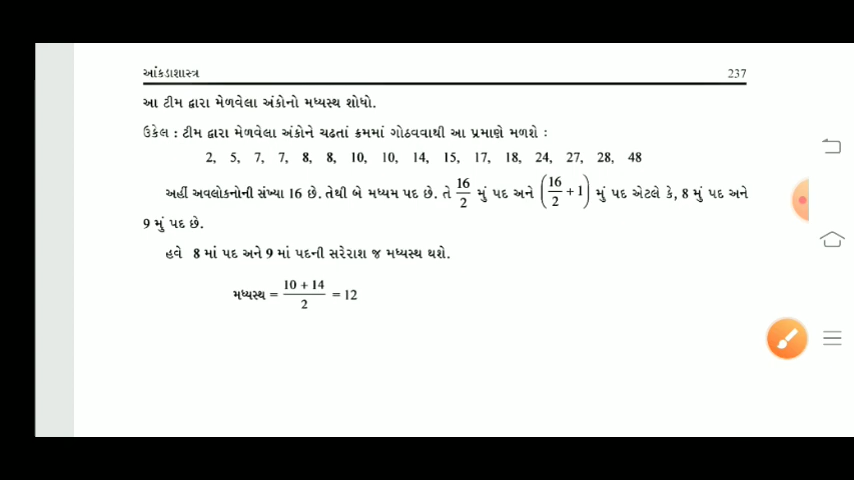 આંકડાશાસ્ત્ર 237
આ ટીમ દ્વારા મેળવેલા અંકોનો મધ્યસ્થ શોધો.
ઉકેલ : ટીમ દ્વારા મેળવેલા અંકોને ચઢતાં ક્રમમાં ગોઠવવાથી આ પ્રમાણે મળશે :
2, 5, 7, 7, 8, 8, 10, 10, 14, 15, 17, 18, 24, 27, 28, 48
અહીં અવલોકનોની સંખ્યા 16 છે. તેથી બે મધ્યમ પદ છે. તે 16/2 મું પદ અને (16/2 + 1) મું પદ એટલે કે, 8 મું પદ અને
9 મું પદ છે.
હવે 8 માં પદ અને 9 માં પદની સરેરાશ જ મધ્યસ્થ થશે.
મધ્યસ્થ = (10 + 14)/2 = 12